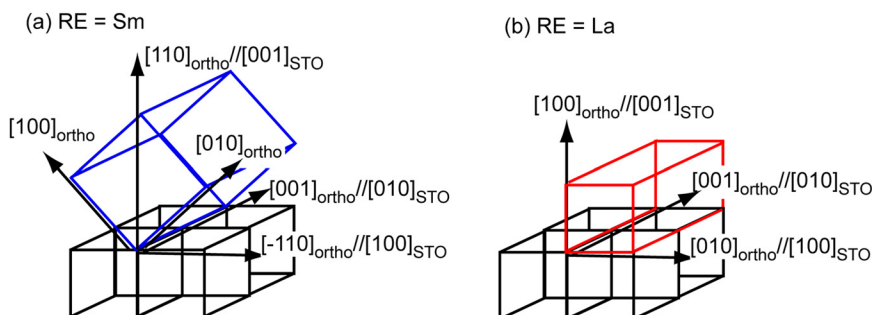 (a) RE = Sm
[110]ortho//[001]STO
[100]ortho
[010]ortho
[001]ortho//[010]STO
[-110]ortho//[100]STO
(b) RE = La
[100]ortho//[001]STO
[001]ortho//[010]STO
[010]ortho//[100]STO